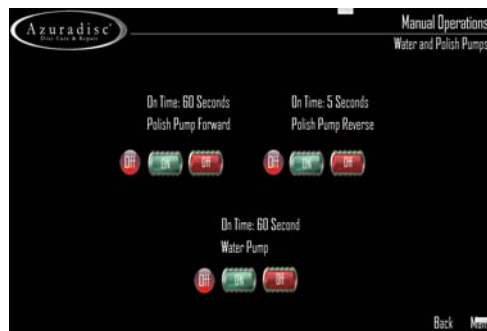 Azuradisc®
Disc Care & Repair
Manual Operations
Water and Polish Pumps
On Time: 60 Seconds
Polish Pump Forward
On Time: 5 Seconds
Polish Pump Reverse
Off ON Off
Off ON Off
On Time: 60 Second
Water Pump
Off ON Off
Back